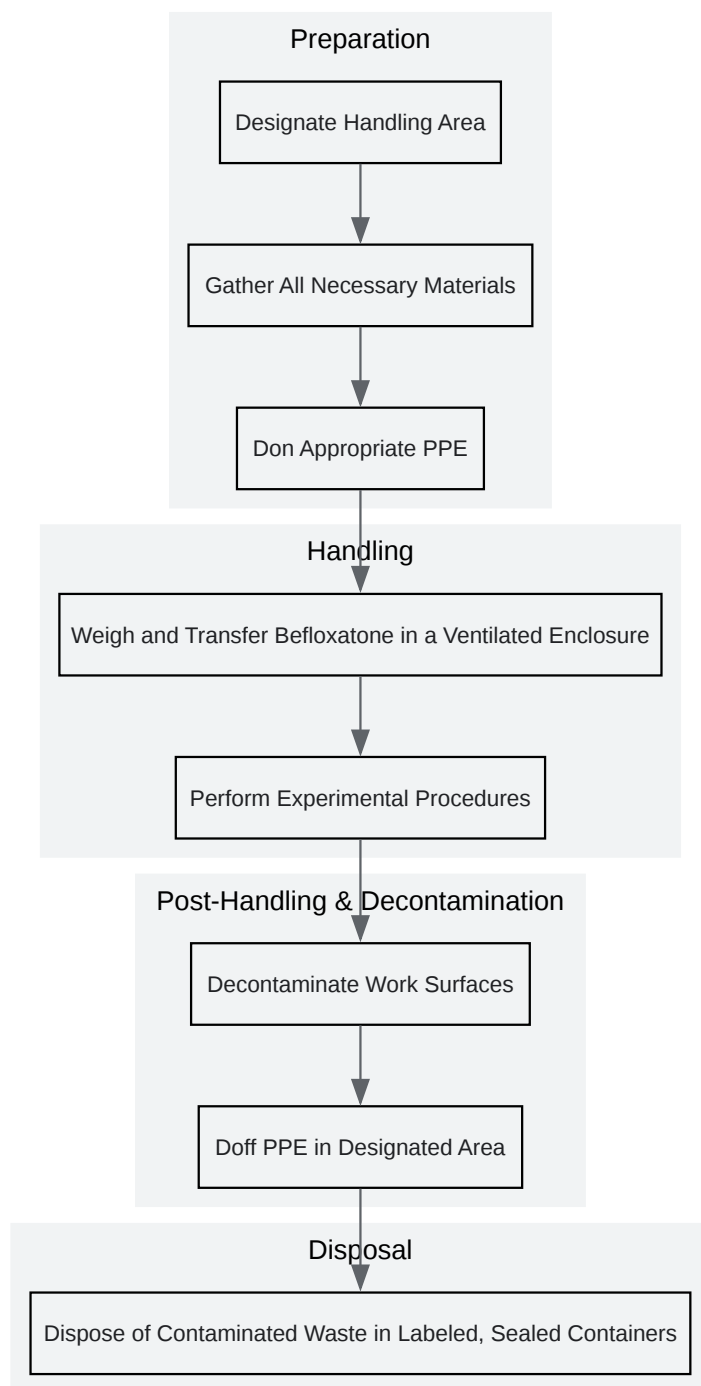 Preparation
Designate Handling Area
Gather All Necessary Materials
Don Appropriate PPE
Handling
Weigh and Transfer Befloxatone in a Ventilated Enclosure
Perform Experimental Procedures
Post-Handling & Decontamination
Decontaminate Work Surfaces
Doff PPE in Designated Area
Disposal
Dispose of Contaminated Waste in Labeled, Sealed Containers